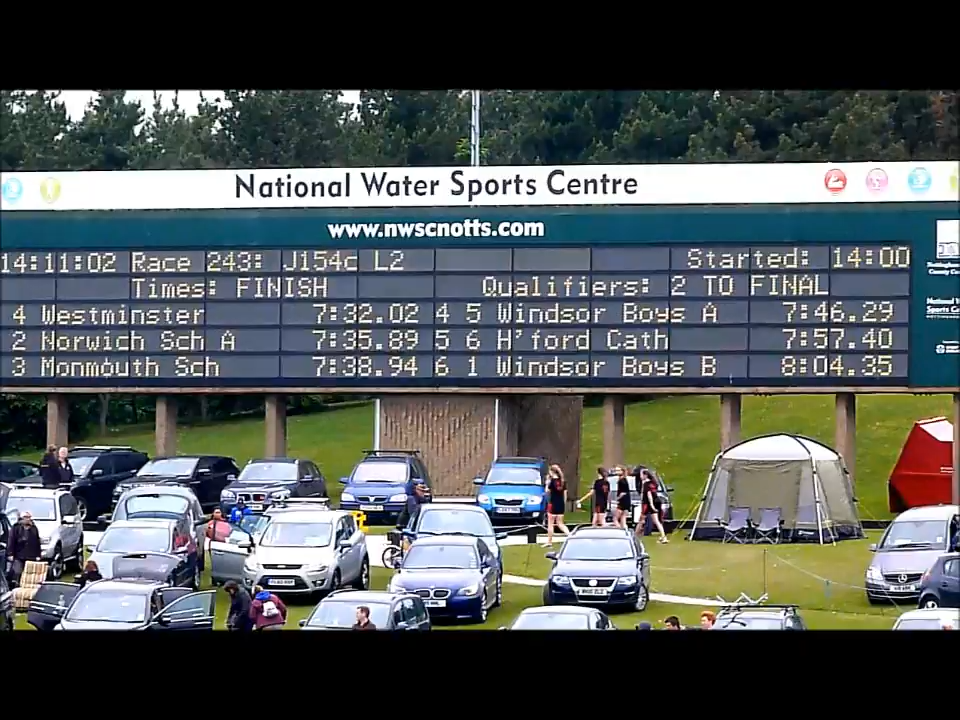 National Water Sports Centre
www.nwscnotts.com
14:11:02 Race 243: J154c L2 Started: 14:00
Times: FINISH Qualifiers: 2 TO FINAL
4 Westminster 7:32.02 4 5 Windsor Boys A 7:46.29
2 Norwich Sch A 7:35.89 5 6 H'ford Cath 7:57.40
3 Monmouth Sch 7:38.94 6 1 Windsor Boys B 8:04.35